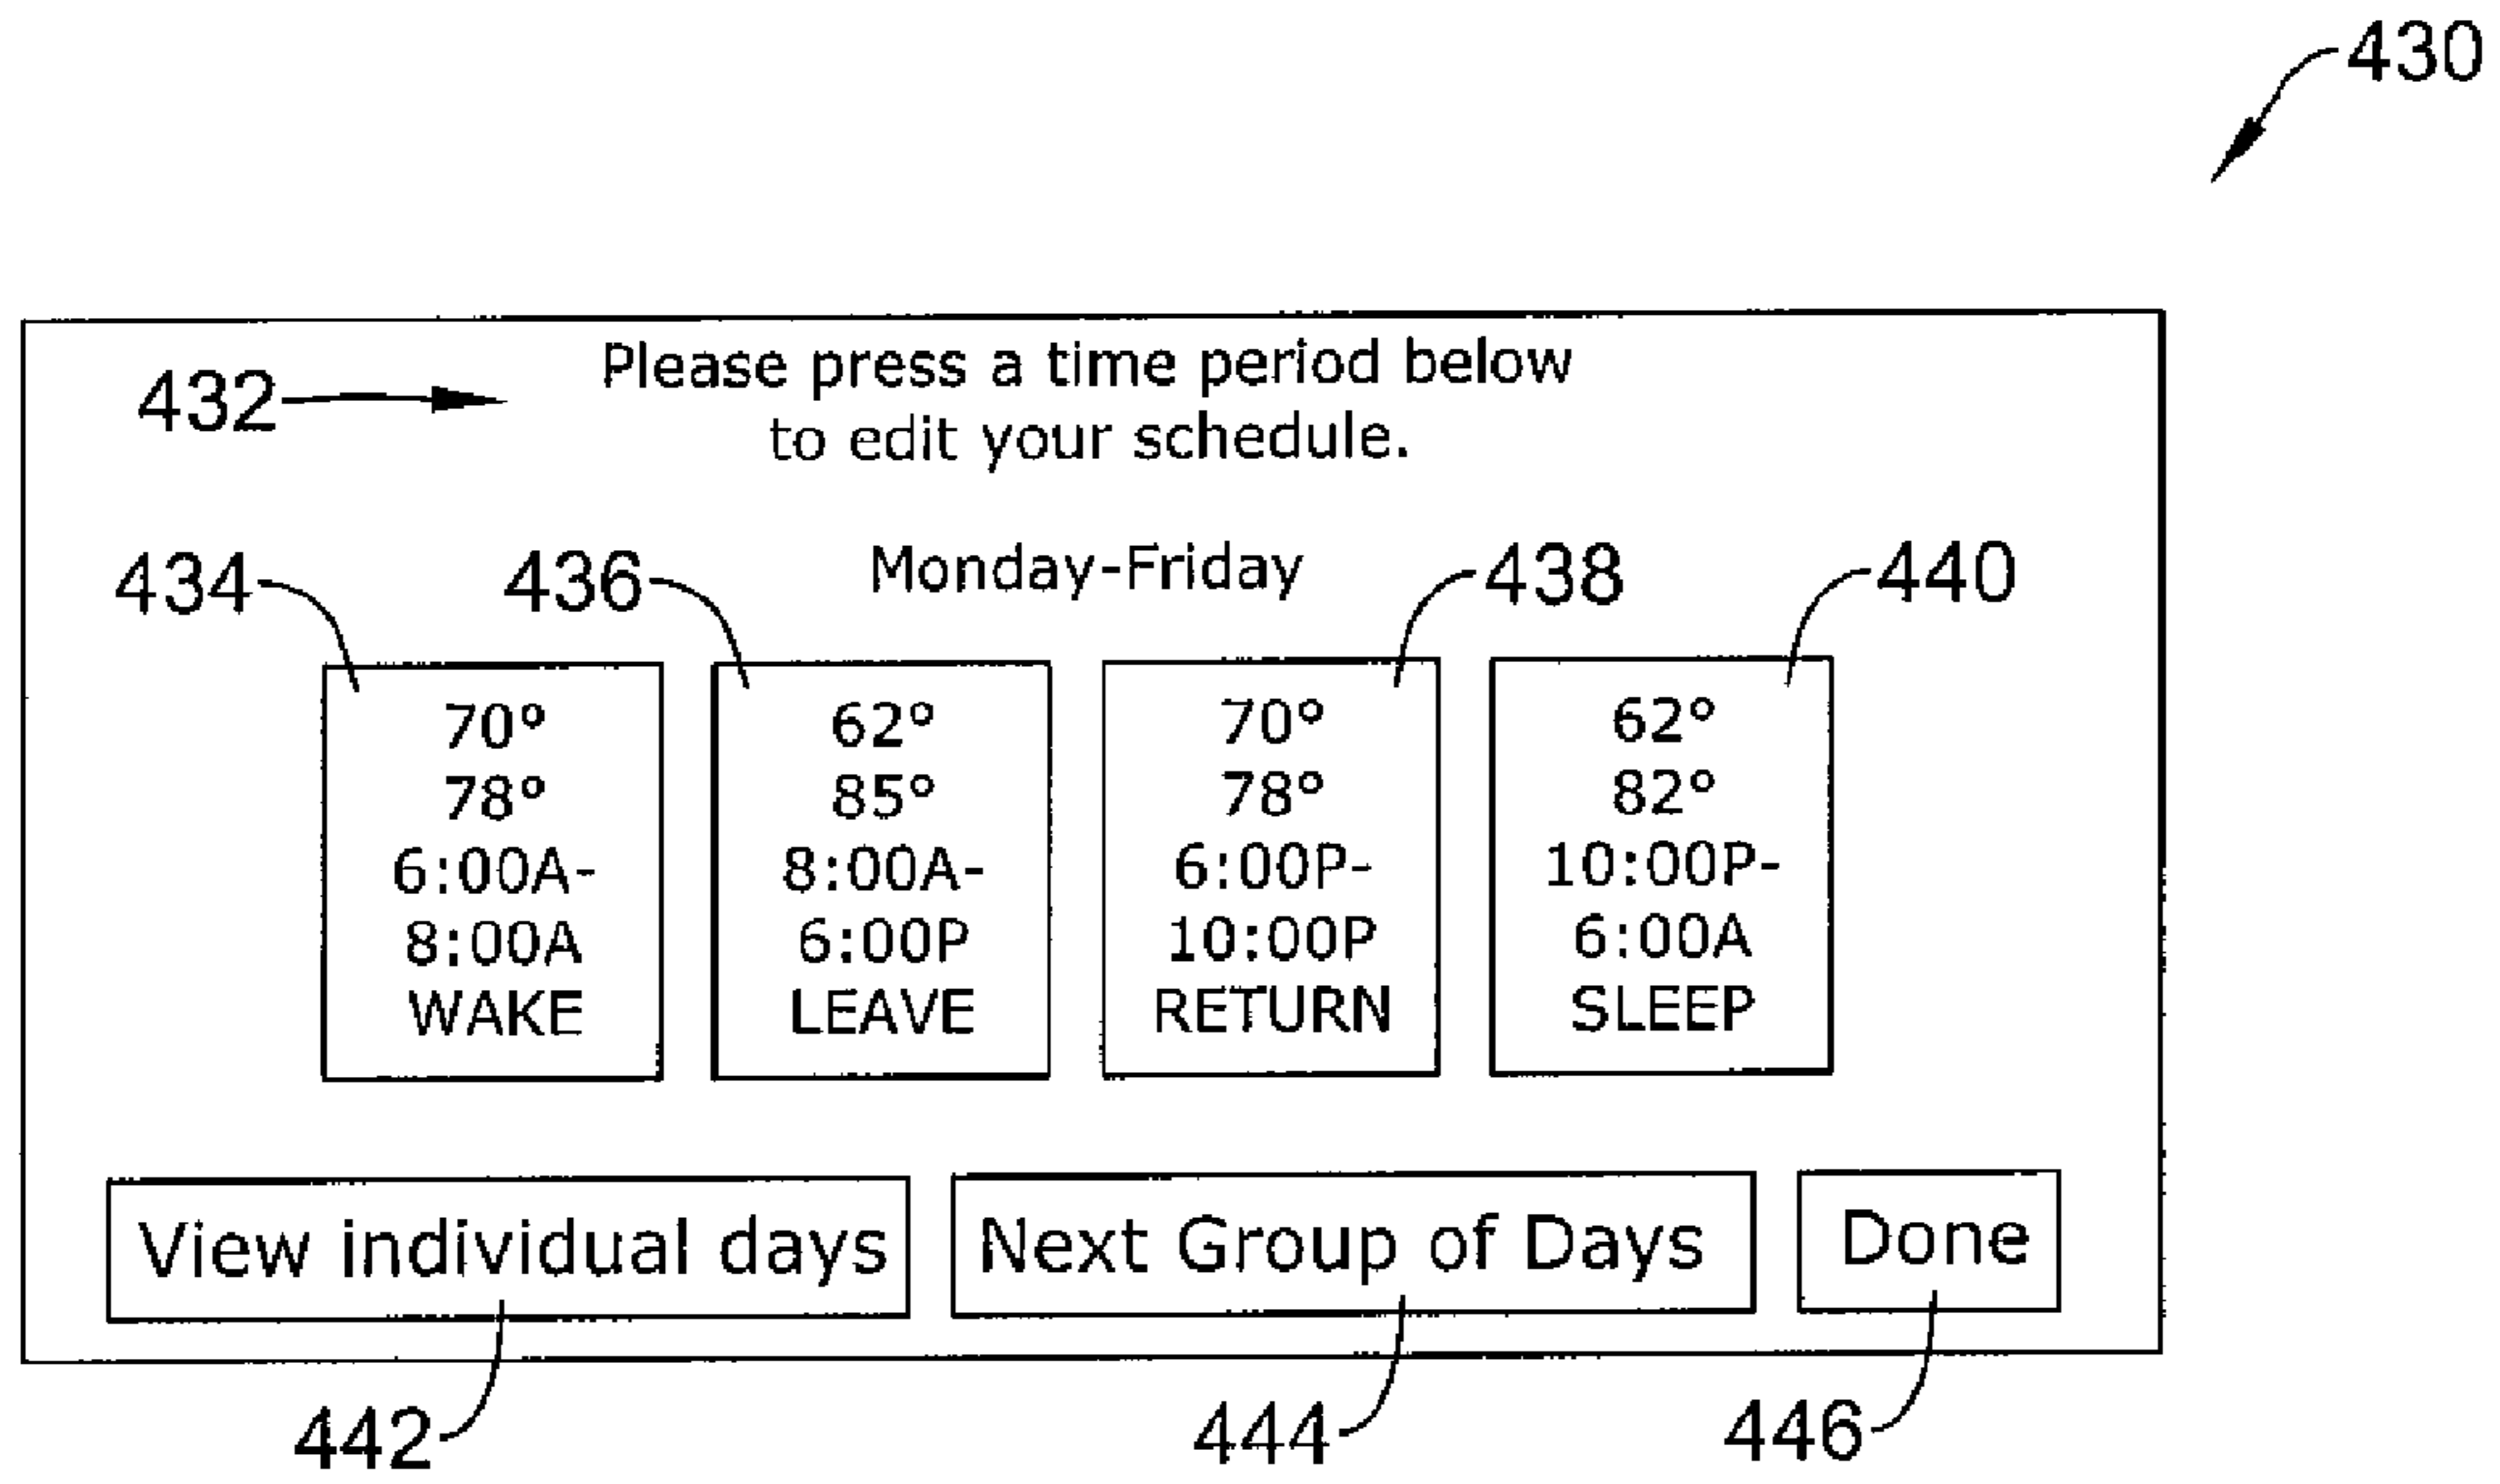 430
Please press a time period below
432
to edit your schedule.
434
436
Monday-Friday
438
440
70°
78°
6:00A-
8:00A
WAKE
62°
85°
8:00A-
6:00P
LEAVE
70°
78°
6:00P-
10:00P
RETURN
62°
82°
10:00P-
6:00A
SLEEP
View individual days
Next Group of Days
Done
442
444
446